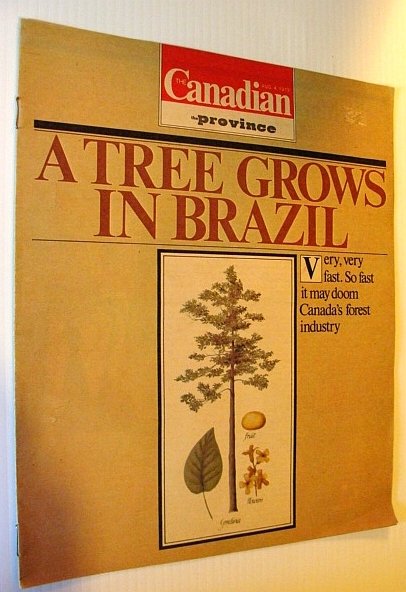 THE Canadian
the province
A TREE GROWS
IN BRAZIL
Very, very
fast. So fast
it may doom
Canada's forest
industry
fruit
flowers